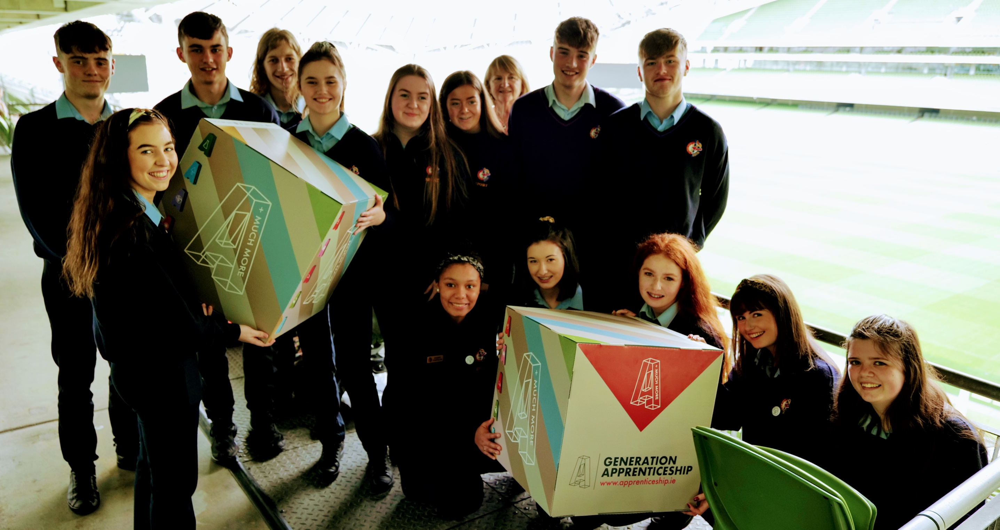 + MUCH MORE
+ MUCH MORE
+ MUCH MORE
GENERATION
APPRENTICESHIP
www.apprenticeship.ie